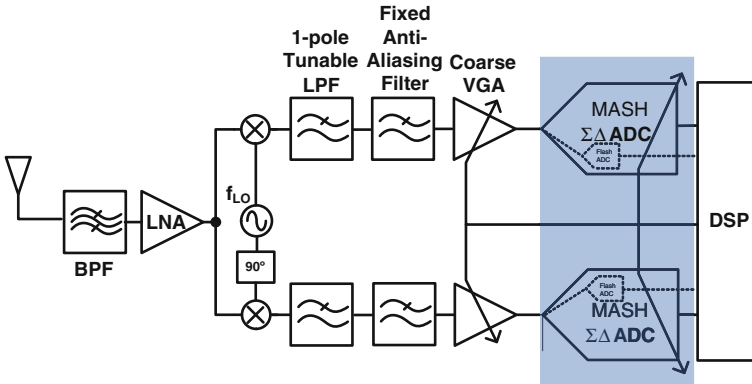 1-pole
Tunable
LPF
Fixed
Anti-
Aliasing
Filter
Coarse
VGA
MASH
ΣΔ ADC
Flash
ADC
f_LO
LNA
BPF
90°
DSP
Flash
ADC
MASH
ΣΔ ADC